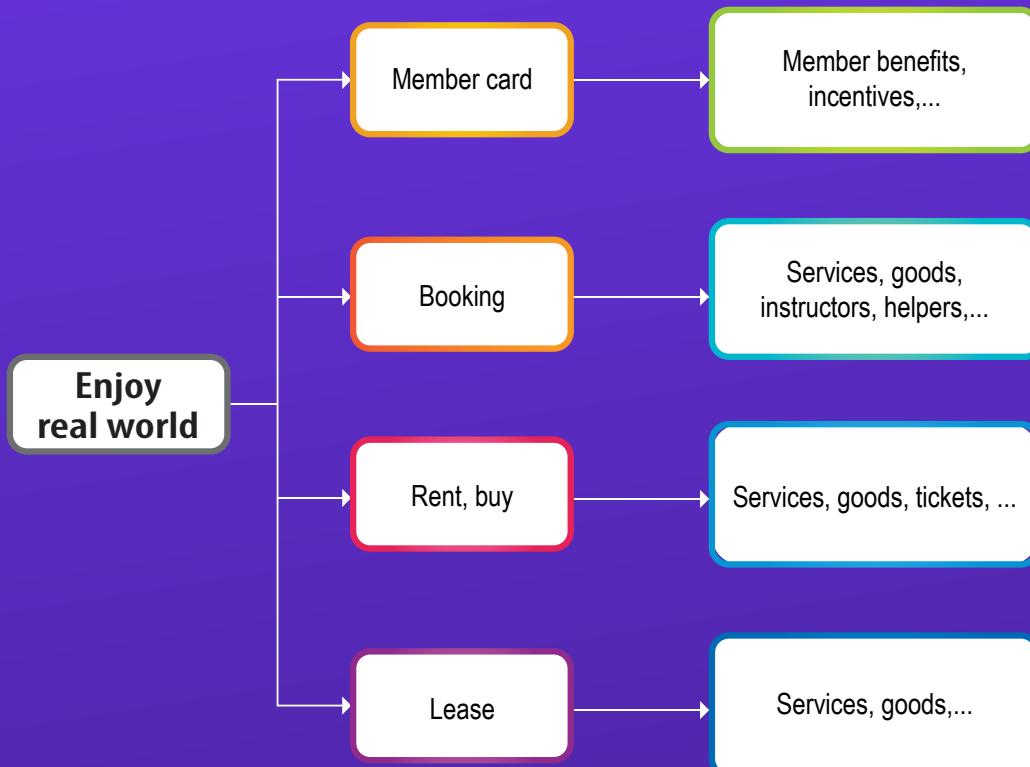 Member card
Member benefits,
incentives,...
Booking
Services, goods,
instructors, helpers,...
Enjoy
real world
Rent, buy
Services, goods, tickets, ...
Lease
Services, goods,...